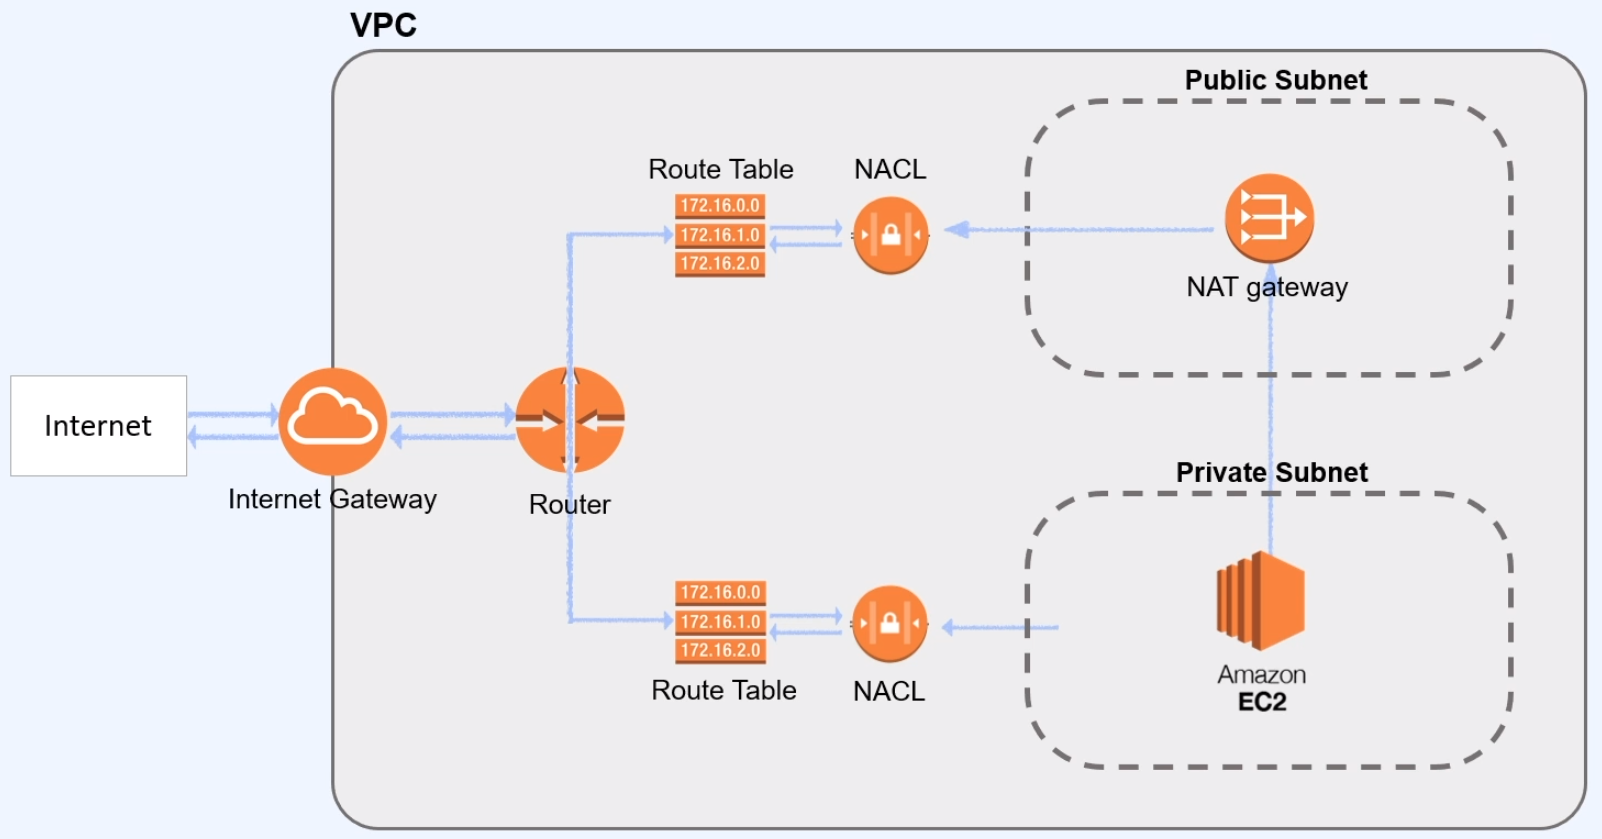 VPC
Public Subnet
Route Table
NACL
172.16.0.0
172.16.1.0
172.16.2.0
NAT gateway
Internet
Internet Gateway
Router
Private Subnet
172.16.0.0
172.16.1.0
172.16.2.0
Route Table
NACL
Amazon
EC2